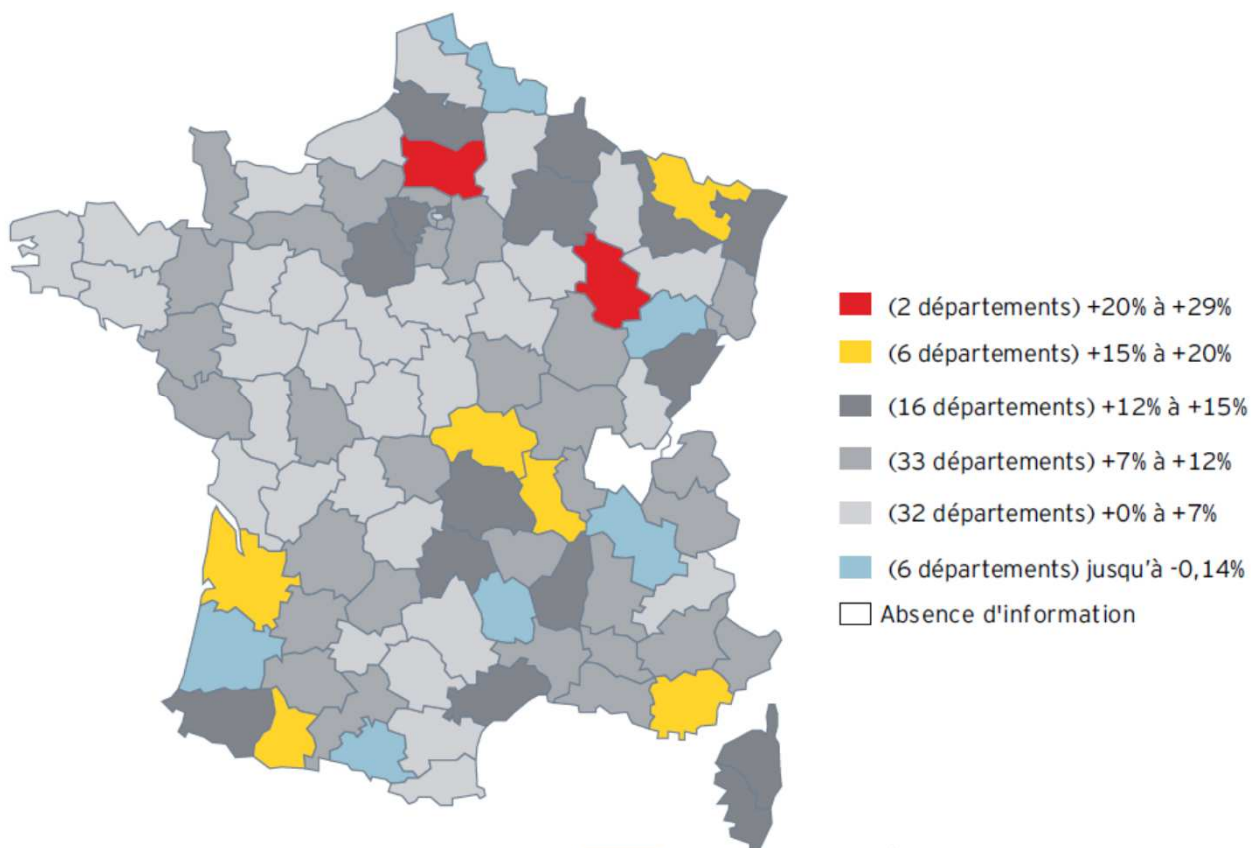 (2 départements) +20% à +29%
(6 départements) +15% à +20%
(16 départements) +12% à +15%
(33 départements) +7% à +12%
(32 départements) +0% à +7%
(6 départements) jusqu'à -0,14%
Absence d'information